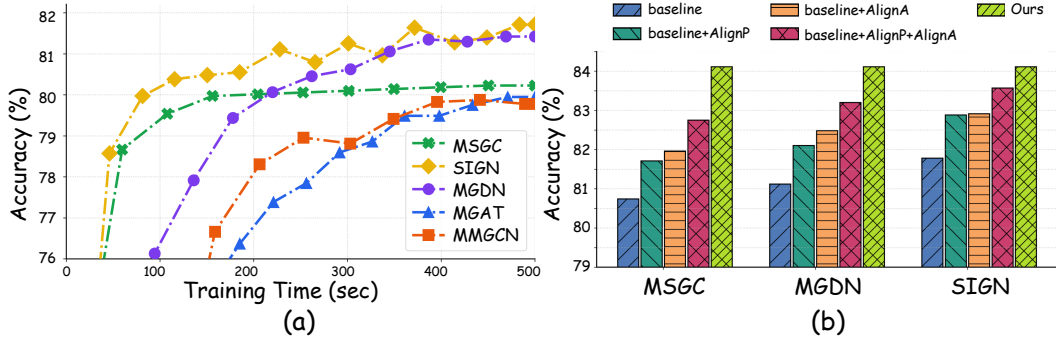 82
81
80
79
78
77
76
Accuracy (%)
0 100 200 300 400 500
Training Time (sec)
MSGC
SIGN
MGDN
MGAT
MMGCN
(a)
baseline baseline+AlignA Ours
baseline+AlignP baseline+AlignP+AlignA
84
83
82
81
79
Accuracy (%)
MSGC MGDN SIGN
(b)